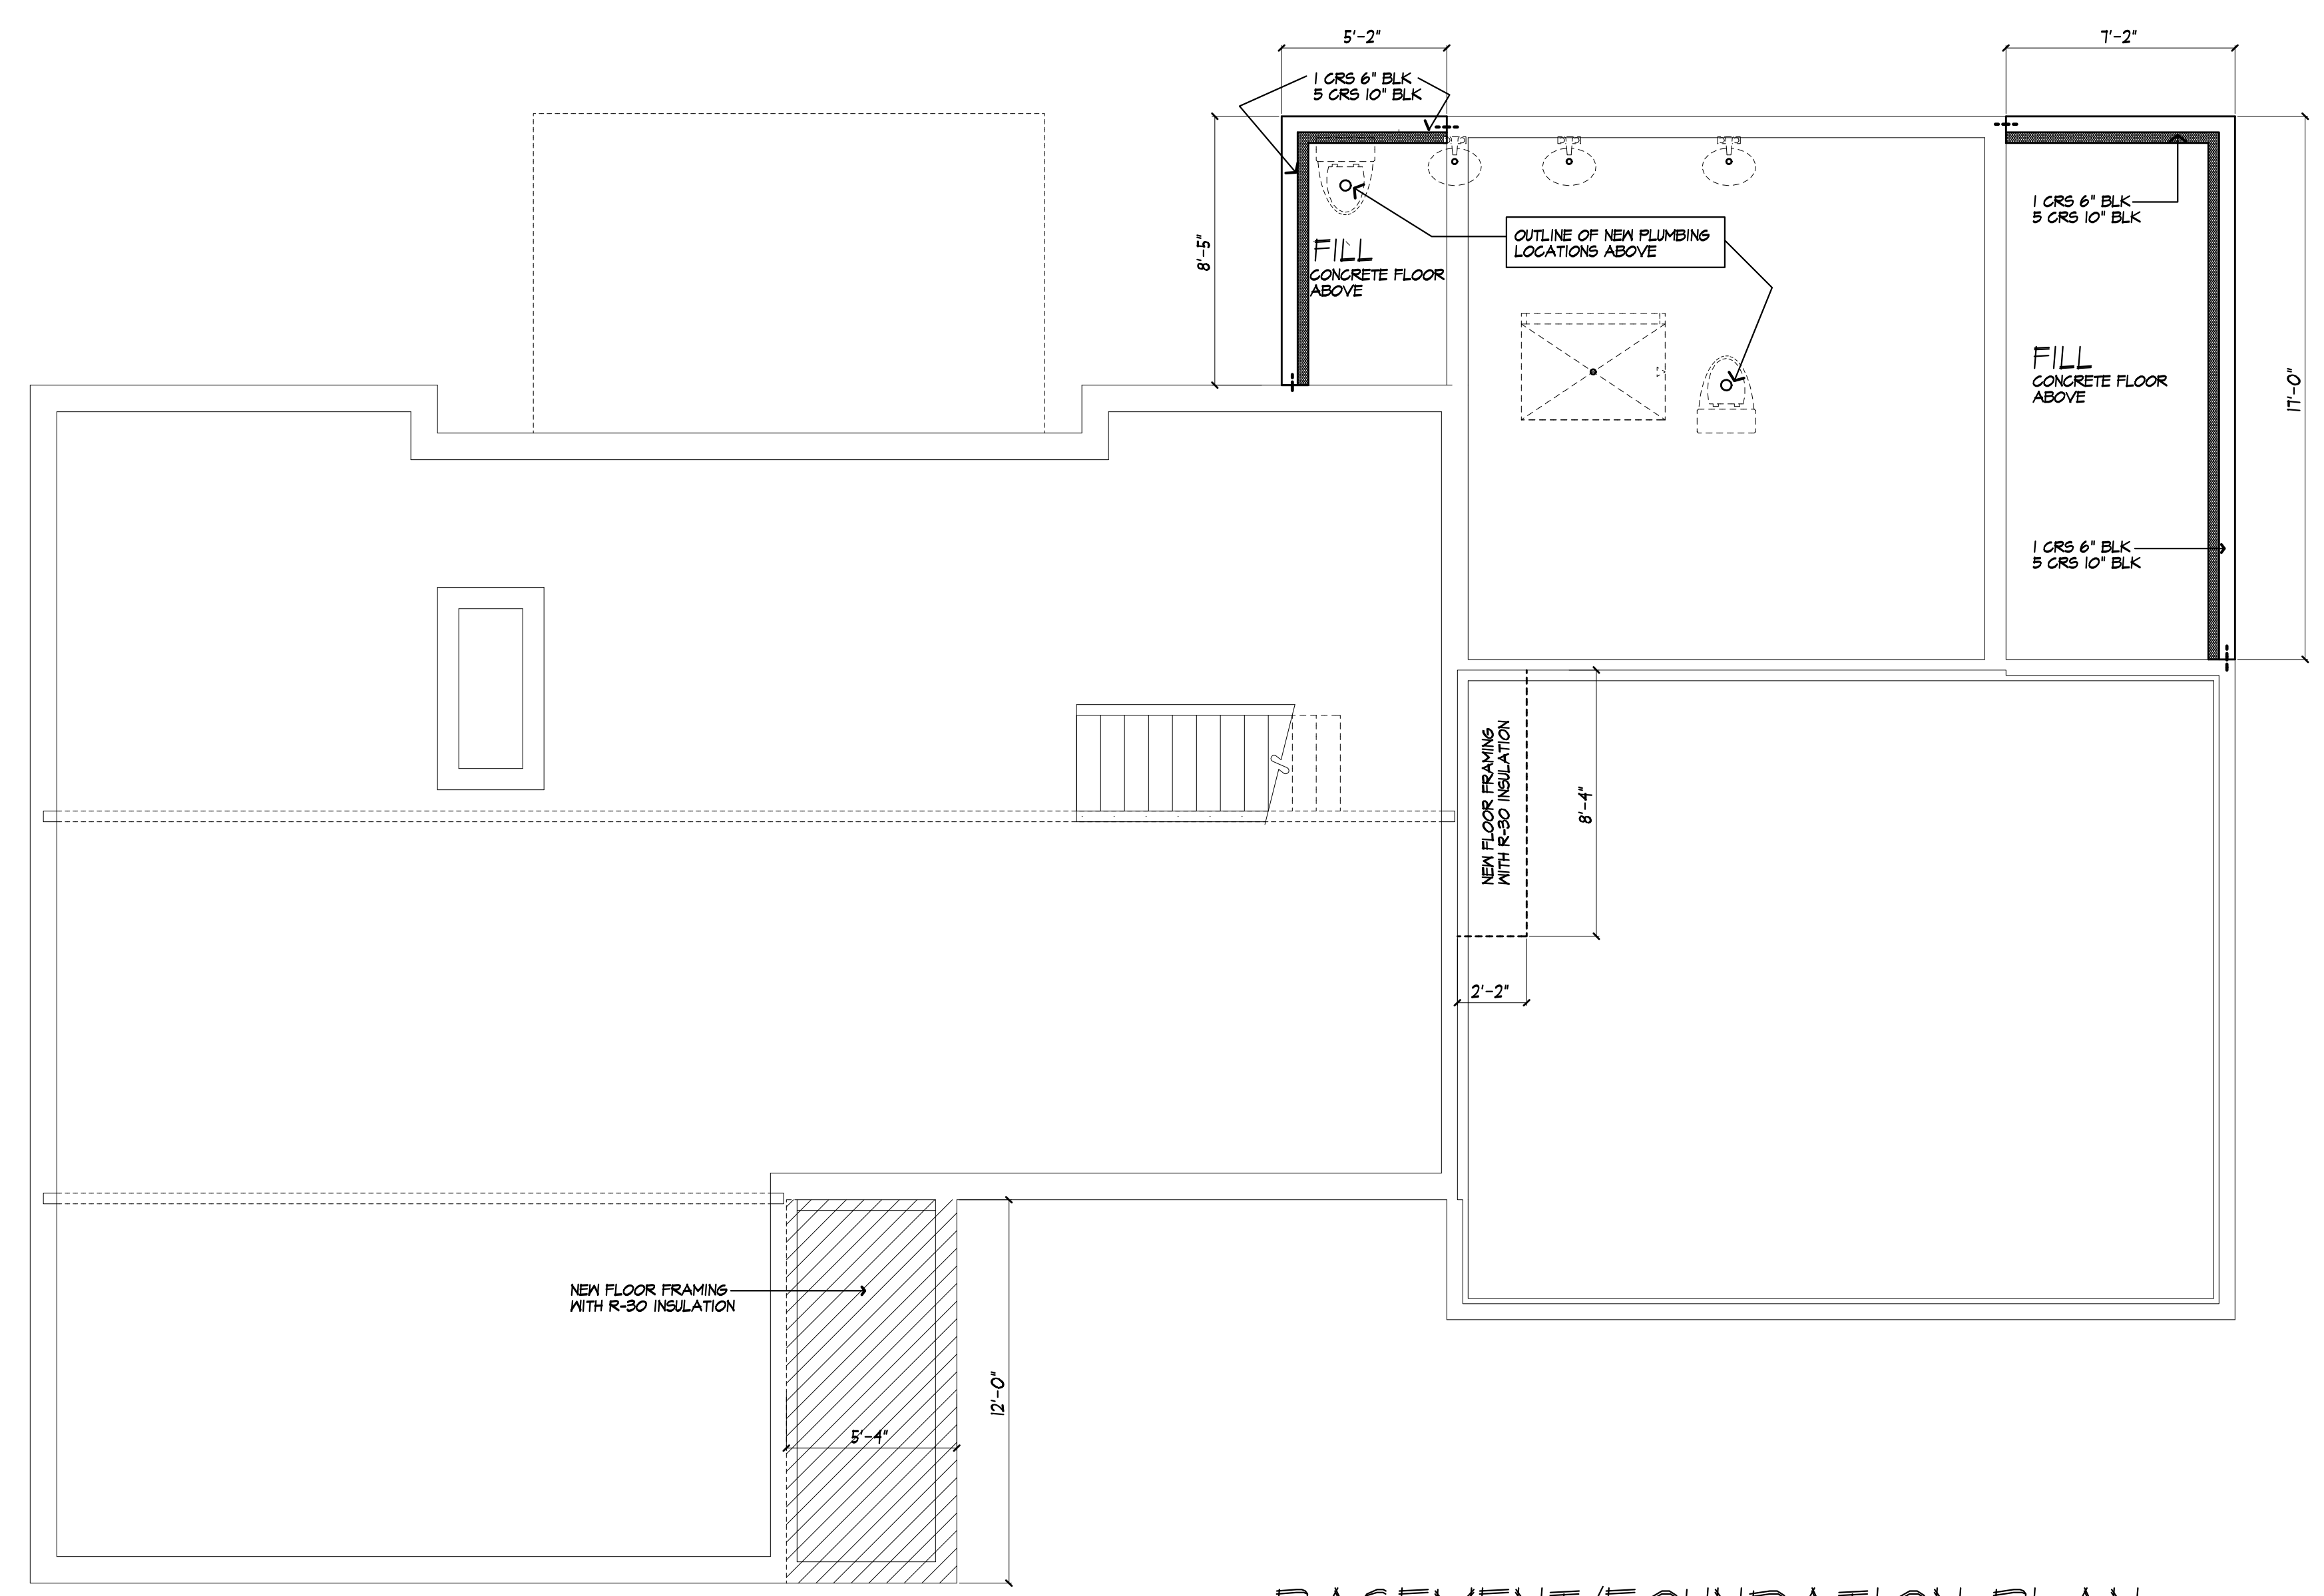 5'-2"
7'-2"
1 CRS 6" BLK
5 CRS 10" BLK
8'-5"
1 CRS 6" BLK
5 CRS 10" BLK
OUTLINE OF NEW PLUMBING
LOCATIONS ABOVE
FILL
CONCRETE FLOOR
ABOVE
FILL
CONCRETE FLOOR
ABOVE
17'-0"
1 CRS 6" BLK
5 CRS 10" BLK
NEW FLOOR FRAMING
WITH R-30 INSULATION
8'-4"
2'-2"
NEW FLOOR FRAMING
WITH R-30 INSULATION
12'-0"
5'-4"
BASEMENT/FOUNDATION PLAN